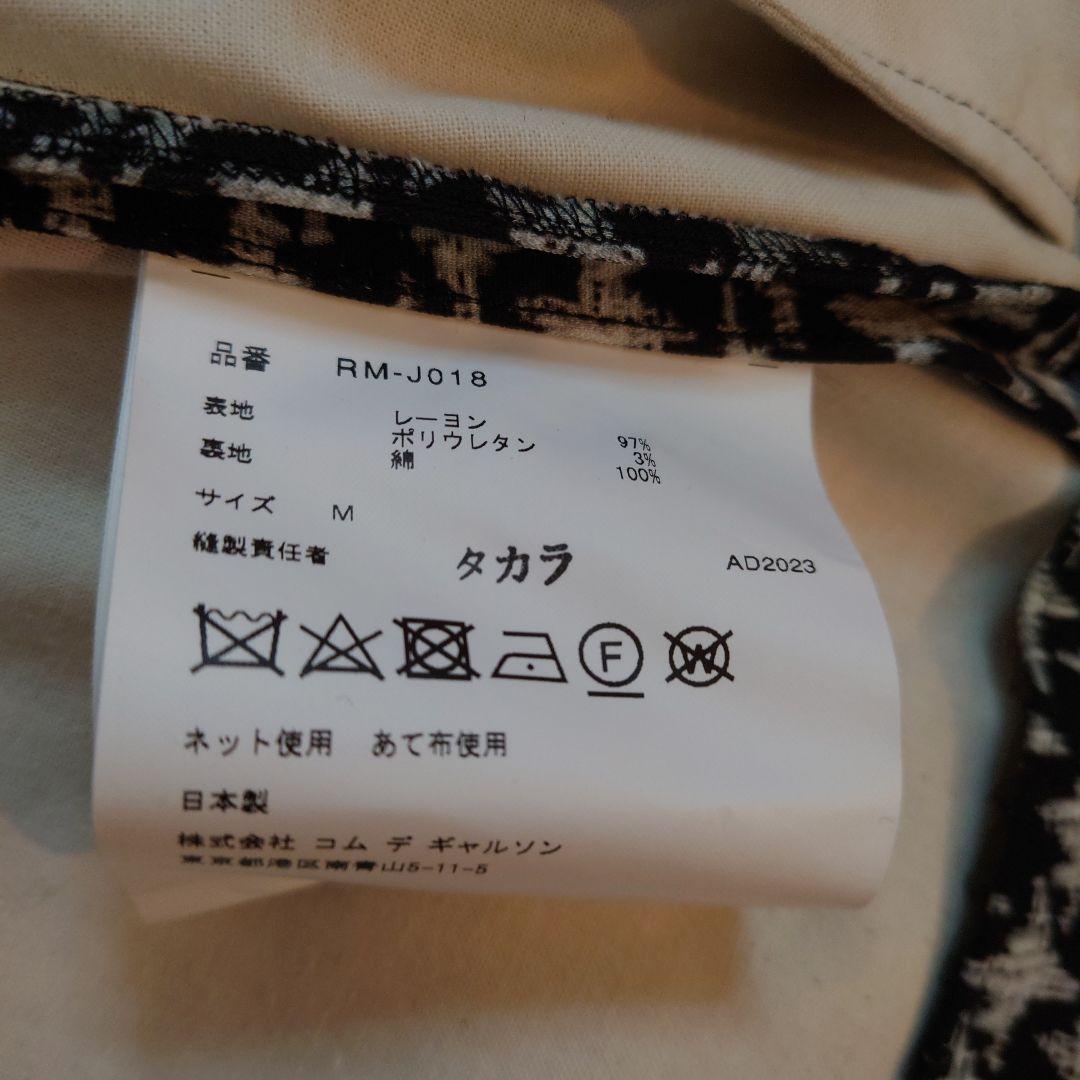 品番 RM-J018
表地 レーヨン 97%
ポリウレタン 3%
裏地 綿 100%
サイズ M
縫製責任者 タカラ AD2023
F W
ネット使用 あて布使用
日本製
株式会社 コム デ ギャルソン
東京都港区南青山5-11-5